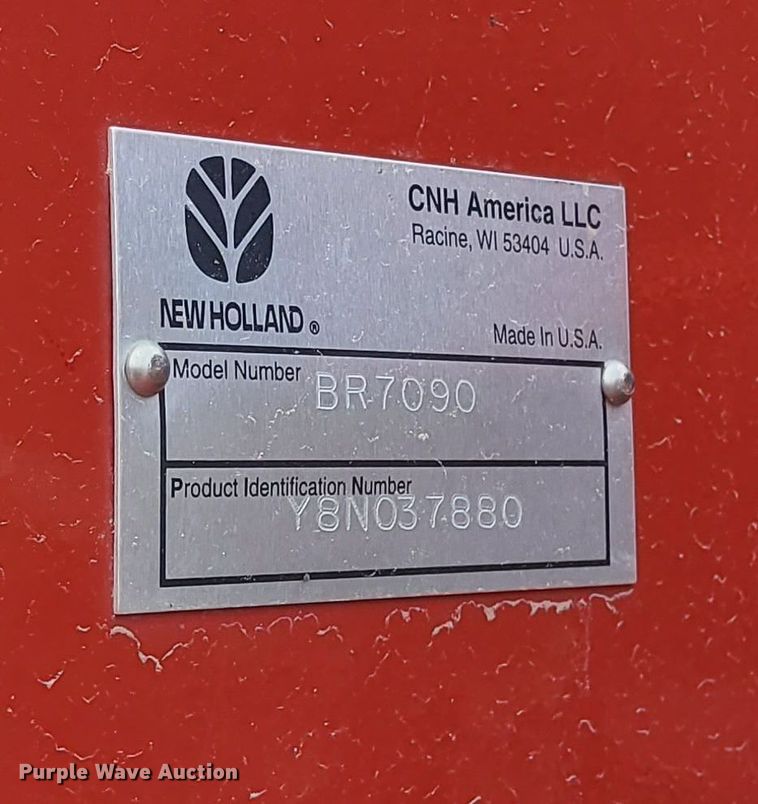 CNH America LLC
Racine, WI 53404 U.S.A.
NEW HOLLAND ®
Made In U.S.A.
Model Number BR7090
Product Identification Number
Y8N037880
Purple Wave Auction